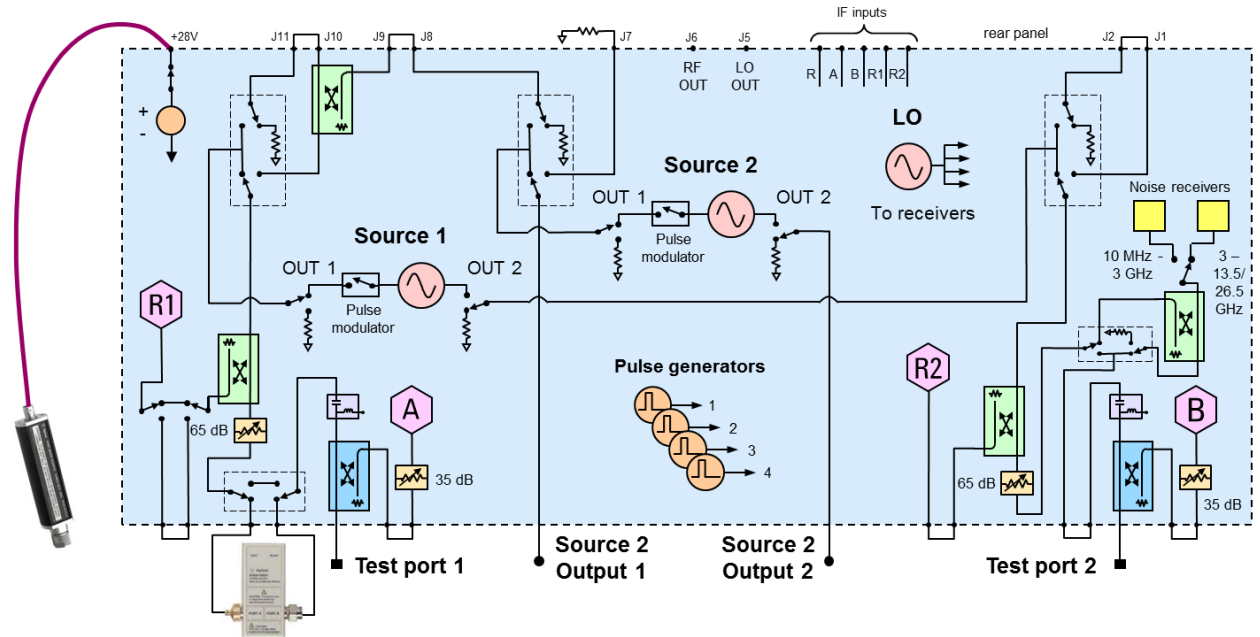 IF inputs
+28V
J11
J10
J9
J8
J7
J6
J5
rear panel
J2
J1
RF
OUT
LO
OUT
R
A
B
R1
R2
+
-
LO
To receivers
Source 2
OUT 1
OUT 2
Pulse
modulator
Noise receivers
10 MHz -
3 GHz
3 –
13.5/
26.5
GHz
Source 1
OUT 1
OUT 2
Pulse
modulator
R1
Pulse generators
1
2
3
4
R2
A
B
65 dB
35 dB
65 dB
35 dB
Test port 1
Source 2
Output 1
Source 2
Output 2
Test port 2
Agilent